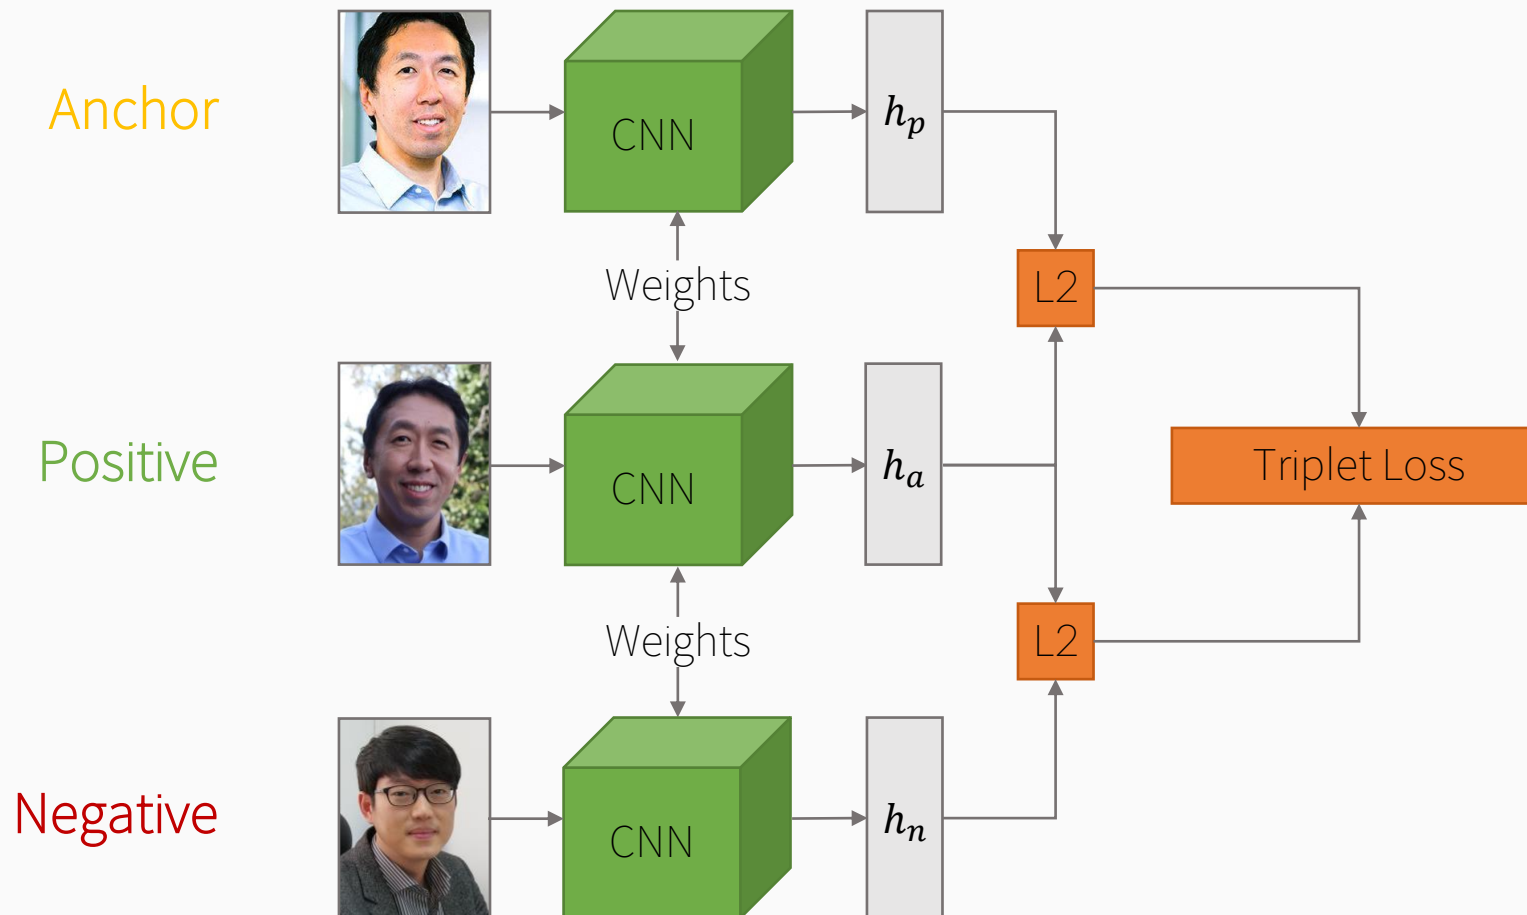 Anchor
CNN
hₚ
Weights
L2
Positive
CNN
hₐ
Triplet Loss
Weights
L2
Negative
CNN
hₙ